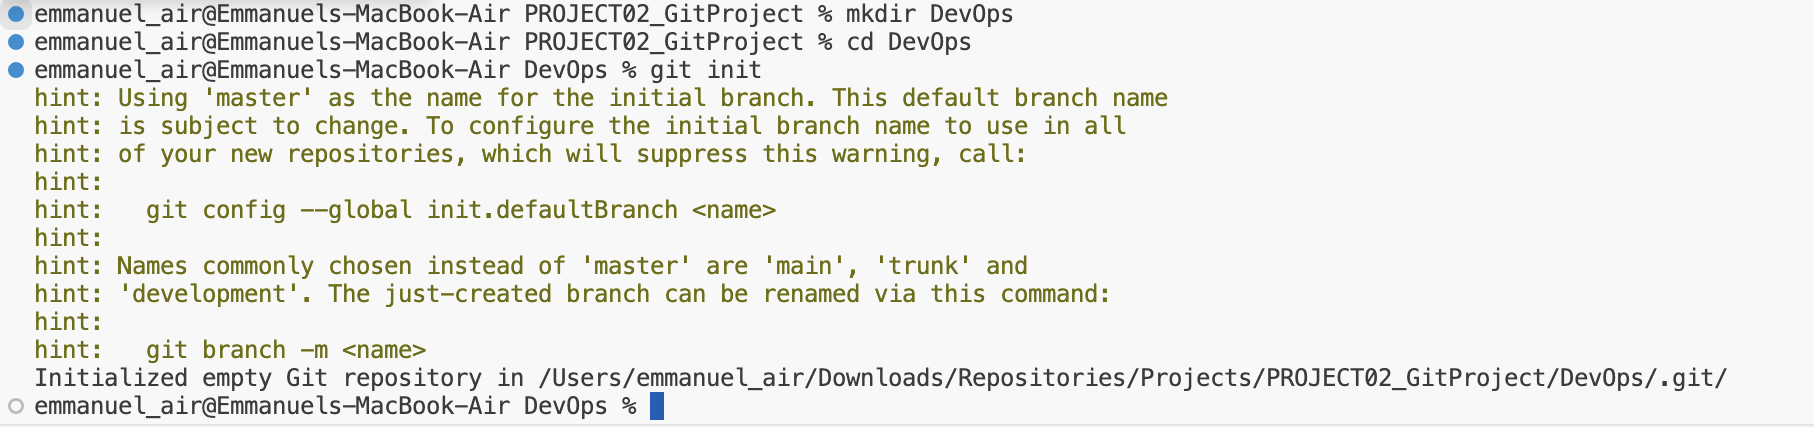 emmanuel_air@Emmanuels-MacBook-Air PROJECT02_GitProject % mkdir DevOps
emmanuel_air@Emmanuels-MacBook-Air PROJECT02_GitProject % cd DevOps
emmanuel_air@Emmanuels-MacBook-Air DevOps % git init
hint: Using 'master' as the name for the initial branch. This default branch name
hint: is subject to change. To configure the initial branch name to use in all
hint: of your new repositories, which will suppress this warning, call:
hint:
hint:   git config --global init.defaultBranch <name>
hint:
hint: Names commonly chosen instead of 'master' are 'main', 'trunk' and
hint: 'development'. The just-created branch can be renamed via this command:
hint:
hint:   git branch -m <name>
Initialized empty Git repository in /Users/emmanuel_air/Downloads/Repositories/Projects/PROJECT02_GitProject/DevOps/.git/
emmanuel_air@Emmanuels-MacBook-Air DevOps %